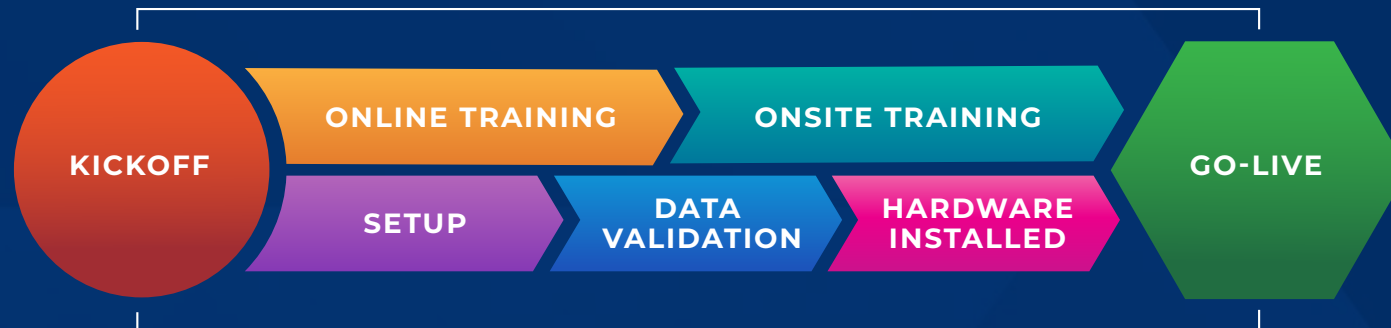 KICKOFF
ONLINE TRAINING
ONSITE TRAINING
SETUP
DATA
VALIDATION
HARDWARE
INSTALLED
GO-LIVE